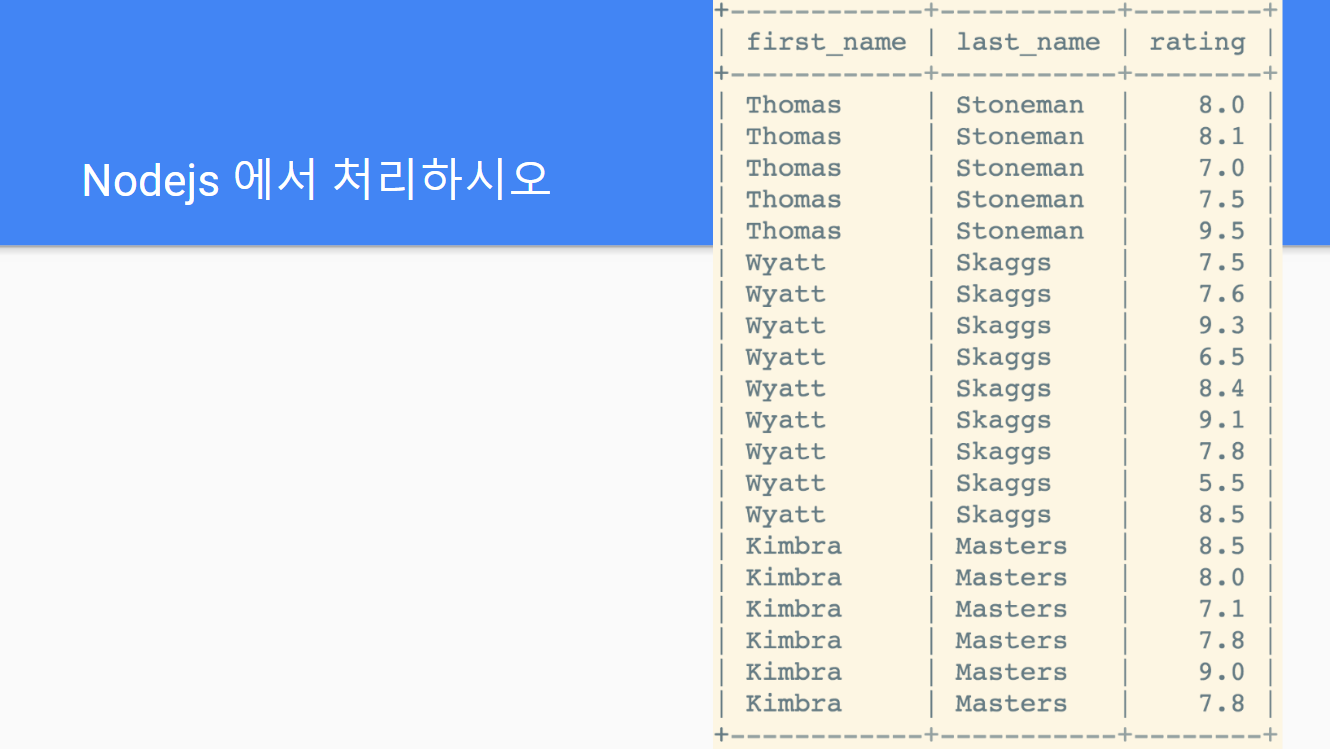 Nodejs 에서 처리하시오
+------------+-----------+--------+
| first_name | last_name | rating |
+------------+-----------+--------+
| Thomas     | Stoneman  |    8.0 |
| Thomas     | Stoneman  |    8.1 |
| Thomas     | Stoneman  |    7.0 |
| Thomas     | Stoneman  |    7.5 |
| Thomas     | Stoneman  |    9.5 |
| Wyatt      | Skaggs    |    7.5 |
| Wyatt      | Skaggs    |    7.6 |
| Wyatt      | Skaggs    |    9.3 |
| Wyatt      | Skaggs    |    6.5 |
| Wyatt      | Skaggs    |    8.4 |
| Wyatt      | Skaggs    |    9.1 |
| Wyatt      | Skaggs    |    7.8 |
| Wyatt      | Skaggs    |    5.5 |
| Wyatt      | Skaggs    |    8.5 |
| Kimbra     | Masters   |    8.5 |
| Kimbra     | Masters   |    8.0 |
| Kimbra     | Masters   |    7.1 |
| Kimbra     | Masters   |    7.8 |
| Kimbra     | Masters   |    9.0 |
| Kimbra     | Masters   |    7.8 |
+------------+-----------+--------+